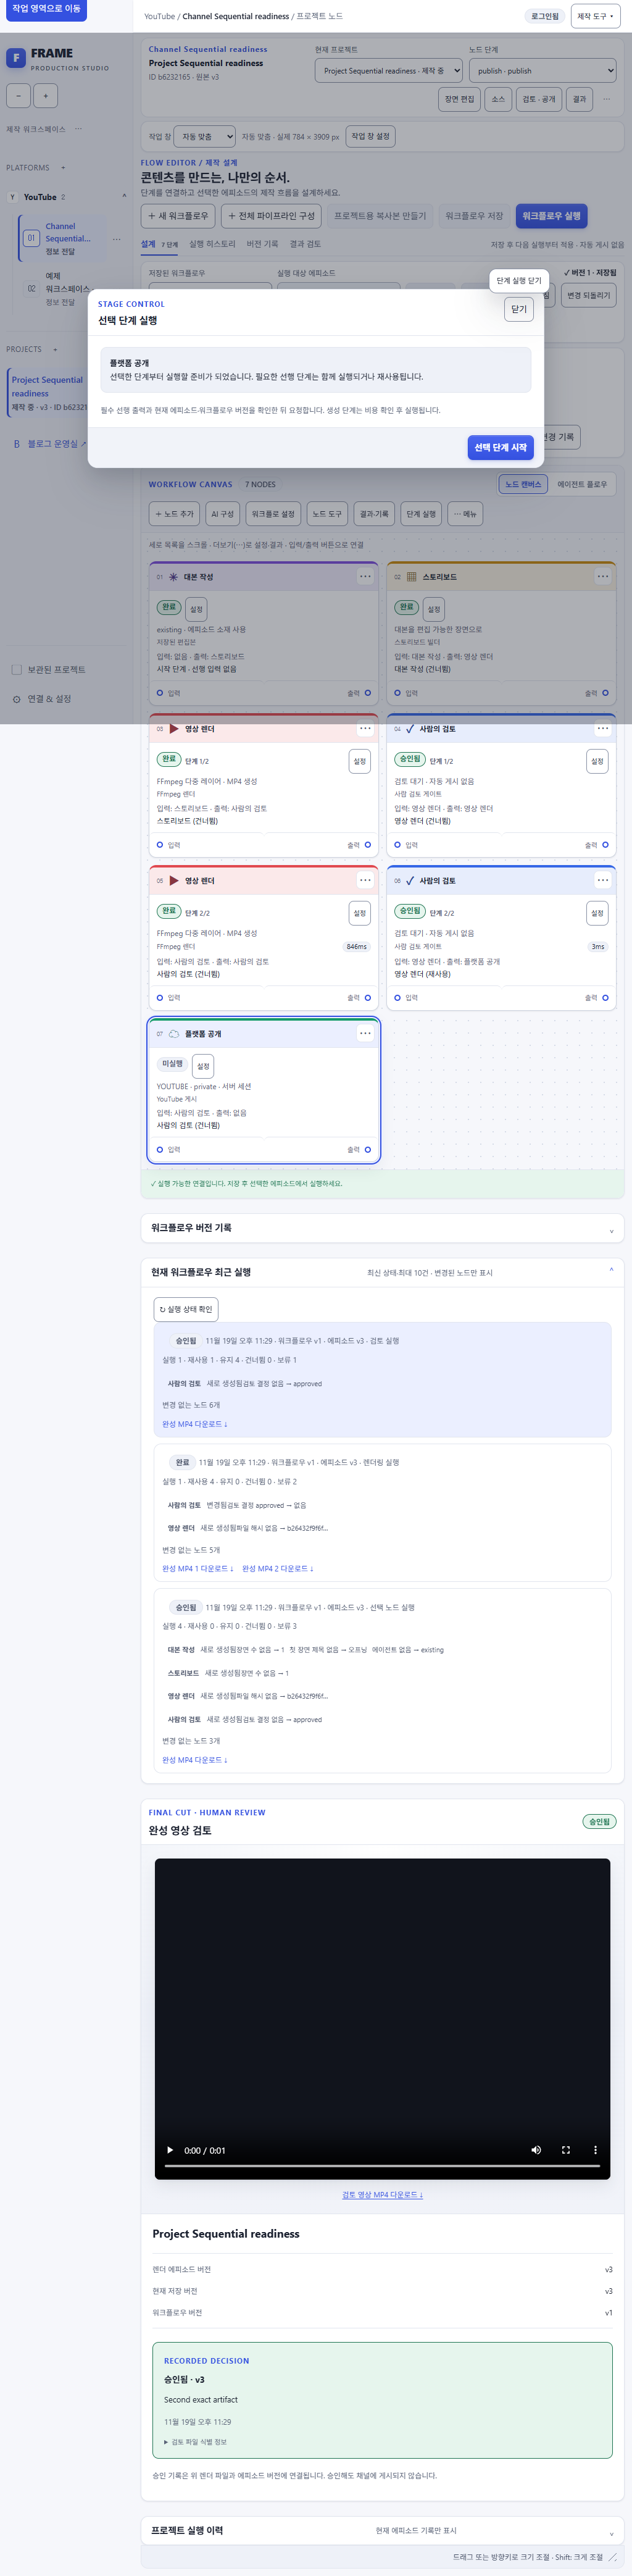 작업 영역으로 이동
YouTube / Channel Sequential readiness / 프로젝트 노드
로그인됨
제작 도구
F FRAME
PRODUCTION STUDIO
−
+
제작 워크스페이스 ⋯
PLATFORMS +
Y YouTube 2
01 Channel Sequential...
정보 전달
⋯
02 예제 워크스페이스
정보 전달
PROJECTS +
Project Sequential readiness
제작 중 · v3 · ID b62321
B 블로그 운영실 ↗
보관된 프로젝트
연결 & 설정
Channel Sequential readiness
Project Sequential readiness
ID b6232165 · 원본 v3
현재 프로젝트
Project Sequential readiness · 제작 중
노드 단계
publish · publish
장면 편집
소스
검토 · 공개
결과
⋯
작업 창
자동 맞춤
자동 맞춤 · 실제 784 × 3909 px
작업 창 설정
FLOW EDITOR / 제작 설계
콘텐츠를 만드는, 나만의 순서.
단계를 연결하고 선택한 에피소드의 제작 흐름을 설계하세요.
+ 새 워크플로우
+ 전체 파이프라인 구성
프로젝트용 복사본 만들기
워크플로우 저장
워크플로우 실행
설계 7 단계
실행 히스토리
버전 기록
결과 검토
저장 후 다음 실행부터 적용 · 자동 게시 없음
저장된 워크플로우
실행 대상 에피소드
✓ 버전 1 · 저장됨
변경 되돌리기
단계 실행 닫기
STAGE CONTROL
선택 단계 실행
닫기
플랫폼 공개
선택한 단계부터 실행할 준비가 되었습니다. 필요한 선행 단계는 함께 실행되거나 재사용됩니다.
필수 선행 출력과 현재 에피소드·워크플로우 버전을 확인한 뒤 요청합니다. 생성 단계는 비용 확인 후 실행됩니다.
선택 단계 시작
변경 기록
WORKFLOW CANVAS 7 NODES
노드 캔버스
에이전트 플로우
+ 노드 추가
AI 구성
워크플로 설정
노드 도구
결과·기록
단계 실행
⋯ 메뉴
세로 목록을 스크롤 · 더보기(⋯)로 설정·결과 · 입력/출력 버튼으로 연결
01 대본 작성 ⋯
완료 설정
existing · 에피소드 소재 사용
저장된 편집본
입력: 없음 · 출력: 스토리보드
시작 단계 · 선행 입력 없음
입력 출력
02 스토리보드 ⋯
완료 설정
대본을 편집 가능한 장면으로
스토리보드 빌더
입력: 대본 작성 · 출력: 영상 렌더
대본 작성 (건너뜀)
입력 출력
03 영상 렌더 ⋯
완료 단계 1/2 설정
FFmpeg 다중 레이어 · MP4 생성
FFmpeg 렌더
입력: 스토리보드 · 출력: 사람의 검토
스토리보드 (건너뜀)
입력 출력
04 사람의 검토 ⋯
승인됨 단계 1/2 설정
검토 대기 · 자동 게시 없음
사람 검토 게이트
입력: 영상 렌더 · 출력: 영상 렌더
영상 렌더 (건너뜀)
입력 출력
05 영상 렌더 ⋯
완료 단계 2/2 설정
FFmpeg 다중 레이어 · MP4 생성
FFmpeg 렌더 846ms
입력: 사람의 검토 · 출력: 사람의 검토
사람의 검토 (건너뜀)
입력 출력
06 사람의 검토 ⋯
승인됨 단계 2/2 설정
검토 대기 · 자동 게시 없음
사람 검토 게이트 3ms
입력: 영상 렌더 · 출력: 플랫폼 공개
영상 렌더 (재사용)
입력 출력
07 플랫폼 공개 ⋯
미실행 설정
YOUTUBE · private · 서버 세션
YouTube 게시
입력: 사람의 검토 · 출력: 없음
사람의 검토 (건너뜀)
입력 출력
✓ 실행 가능한 연결입니다. 저장 후 선택한 에피소드에서 실행하세요.
워크플로우 버전 기록
현재 워크플로우 최근 실행
최신 상태·최대 10건 · 변경된 노드만 표시
↻ 실행 상태 확인
승인됨 11월 19일 오후 11:29 · 워크플로우 v1 · 에피소드 v3 · 검토 실행
실행 1 · 재사용 1 · 유지 4 · 건너뜀 0 · 보류 1
사람의 검토 새로 생성됨검토 결정 없음 → approved
변경 없는 노드 6개
완성 MP4 다운로드 ↓
완료 11월 19일 오후 11:29 · 워크플로우 v1 · 에피소드 v3 · 렌더링 실행
실행 1 · 재사용 4 · 유지 0 · 건너뜀 0 · 보류 2
사람의 검토 변경됨검토 결정 approved → 없음
영상 렌더 새로 생성됨파일 해시 없음 → b26432f9f6f...
변경 없는 노드 5개
완성 MP4 1 다운로드 ↓ 완성 MP4 2 다운로드 ↓
승인됨 11월 19일 오후 11:29 · 워크플로우 v1 · 에피소드 v3 · 선택 노드 실행
실행 4 · 재사용 0 · 유지 0 · 건너뜀 0 · 보류 3
대본 작성 새로 생성됨장면 수 없음 → 1 첫 장면 제목 없음 → 오프닝 에이전트 없음 → existing
스토리보드 새로 생성됨장면 수 없음 → 1
영상 렌더 새로 생성됨파일 해시 없음 → b26432f9f6f...
사람의 검토 새로 생성됨검토 결정 없음 → approved
변경 없는 노드 3개
완성 MP4 다운로드 ↓
FINAL CUT · HUMAN REVIEW
완성 영상 검토
승인됨
0:00 / 0:01
검토 영상 MP4 다운로드 ↓
Project Sequential readiness
렌더 에피소드 버전 v3
현재 저장 버전 v3
워크플로우 버전 v1
RECORDED DECISION
승인됨 · v3
Second exact artifact
11월 19일 오후 11:29
▶ 검토 파일 식별 정보
승인 기록은 위 렌더 파일과 에피소드 버전에 연결됩니다. 승인해도 채널에 게시되지 않습니다.
프로젝트 실행 이력
현재 에피소드 기록만 표시
드래그 또는 방향키로 크기 조절 · Shift: 크게 조절